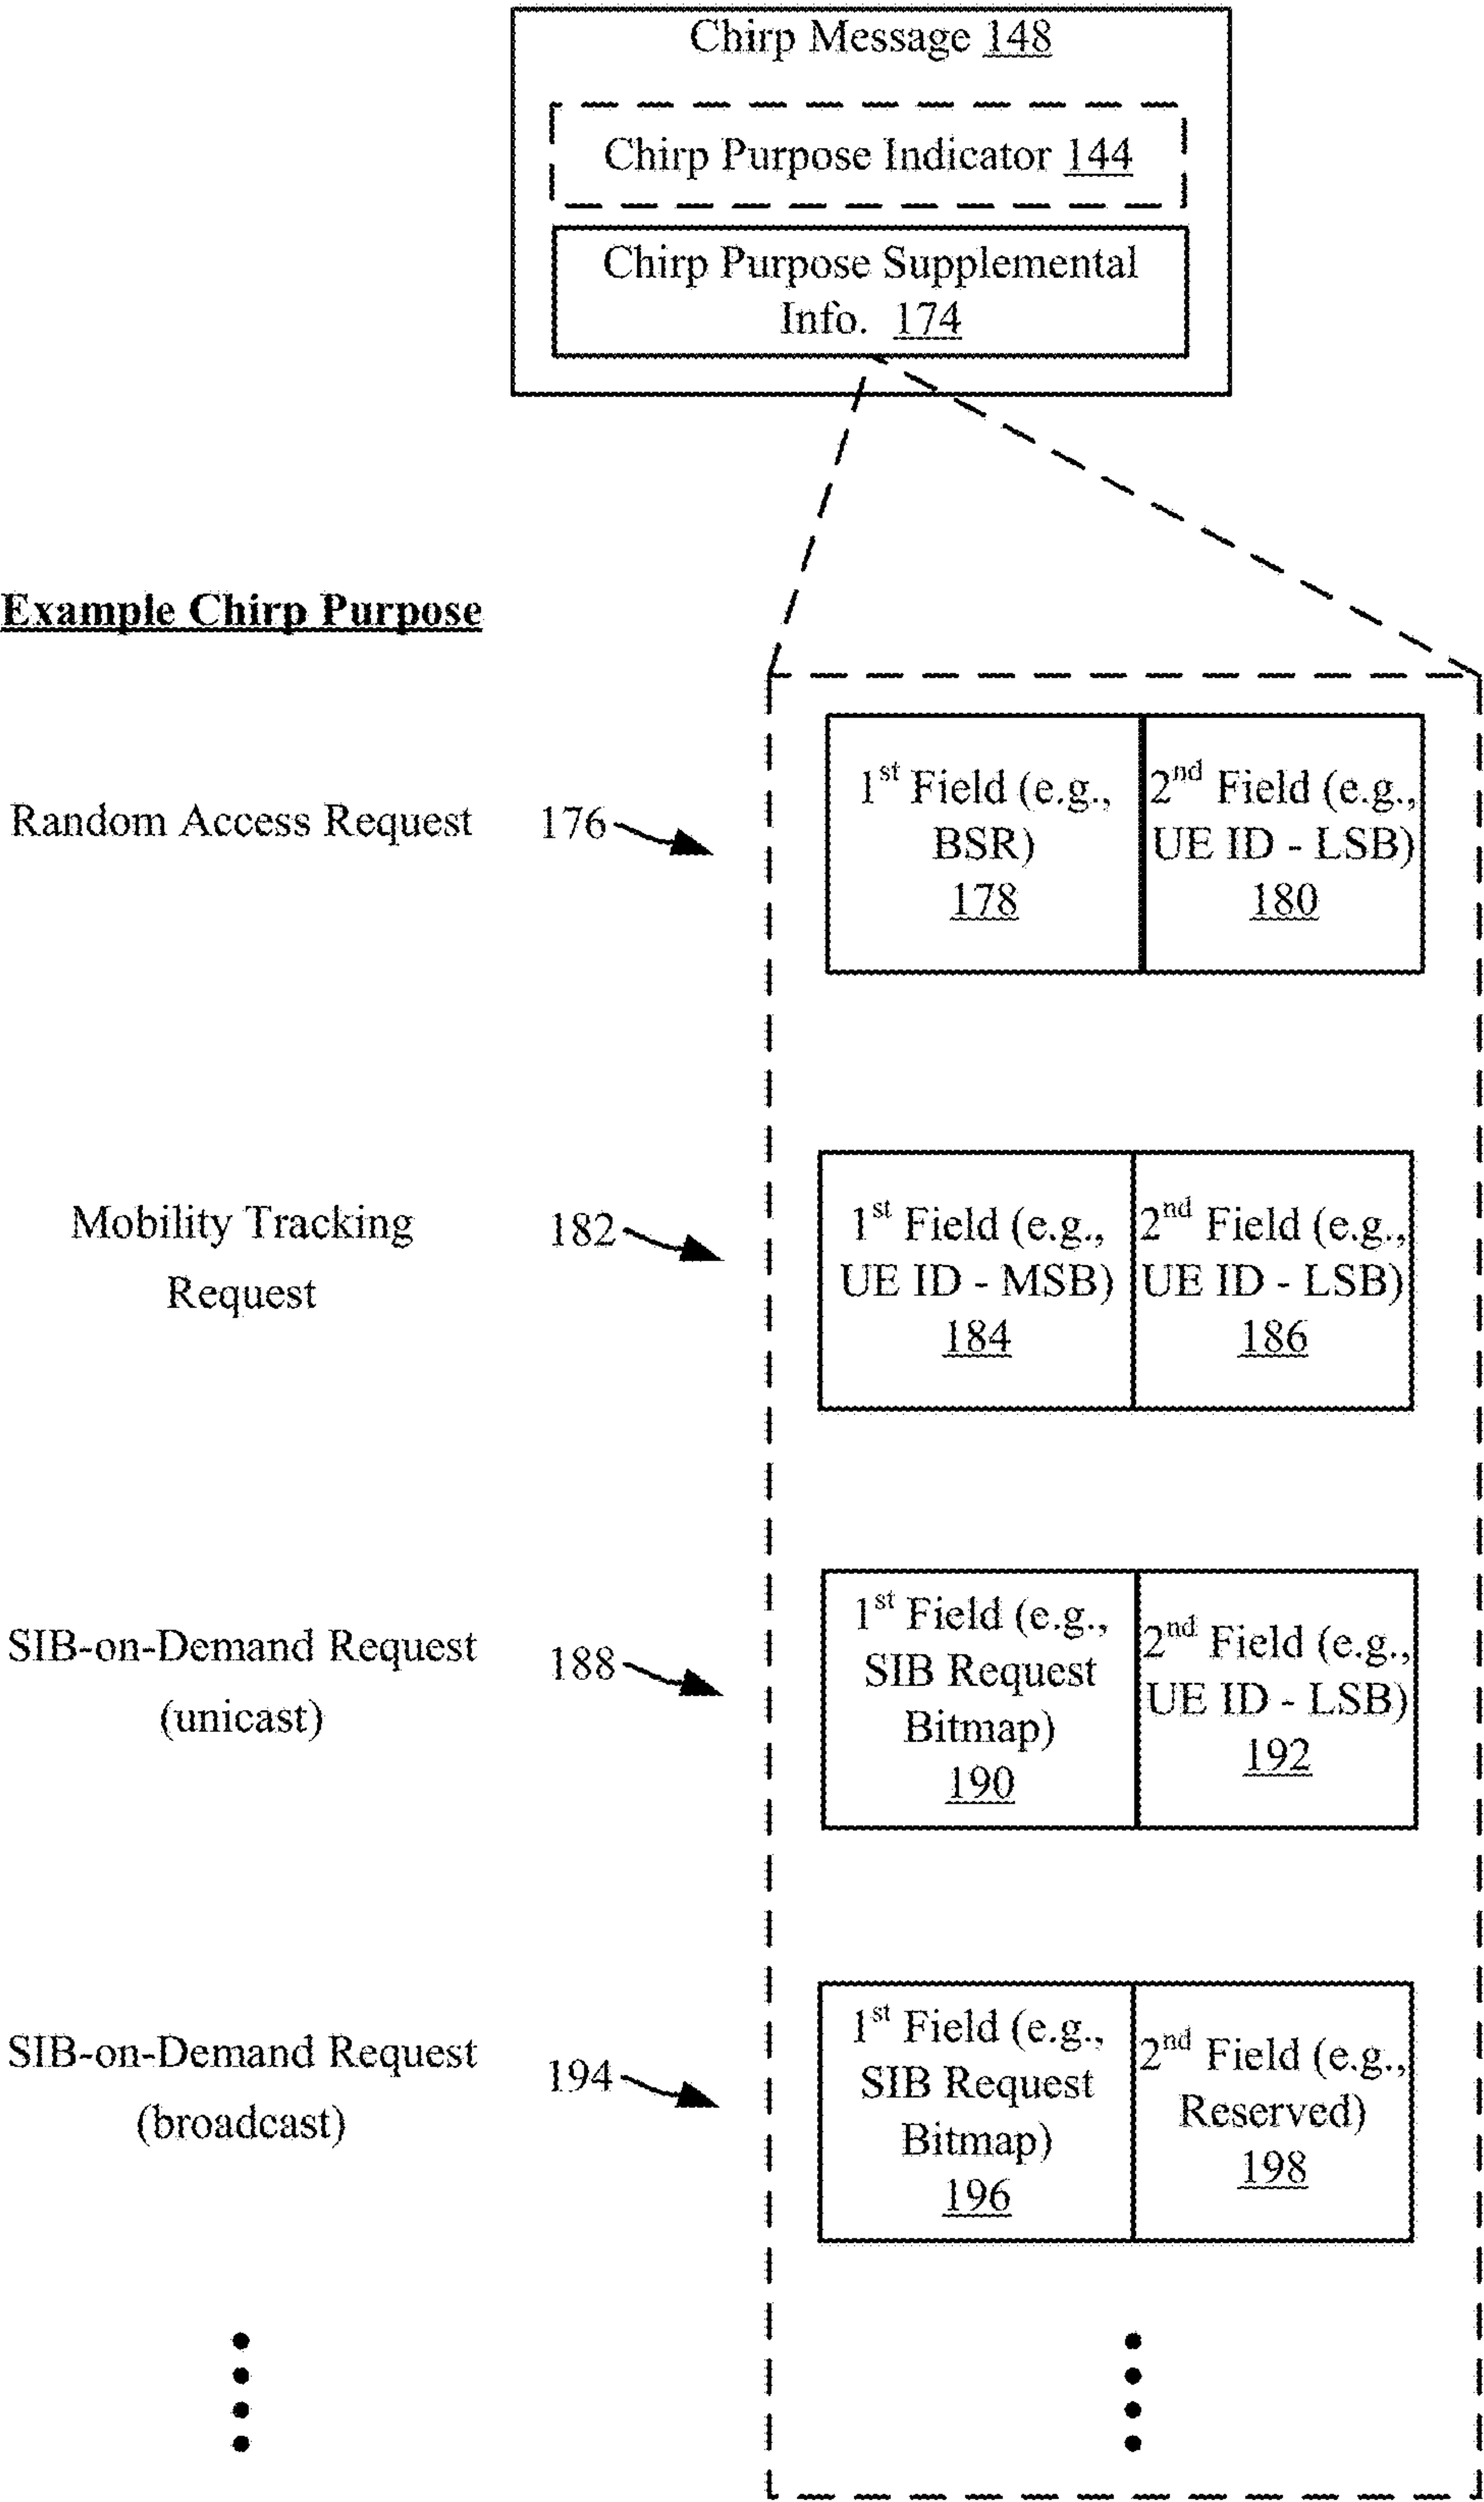 Chirp Message 148
Chirp Purpose Indicator 144
Chirp Purpose Supplemental
Info. 174
Example Chirp Purpose
Random Access Request
176
1st Field (e.g.,
BSR)
178
2nd Field (e.g.,
UE ID - LSB)
180
Mobility Tracking
Request
182
1st Field (e.g.,
UE ID - MSB)
184
2nd Field (e.g.,
UE ID - LSB)
186
SIB-on-Demand Request
(unicast)
188
1st Field (e.g.,
SIB Request
Bitmap)
190
2nd Field (e.g.,
UE ID - LSB)
192
SIB-on-Demand Request
(broadcast)
194
1st Field (e.g.,
SIB Request
Bitmap)
196
2nd Field (e.g.,
Reserved)
198